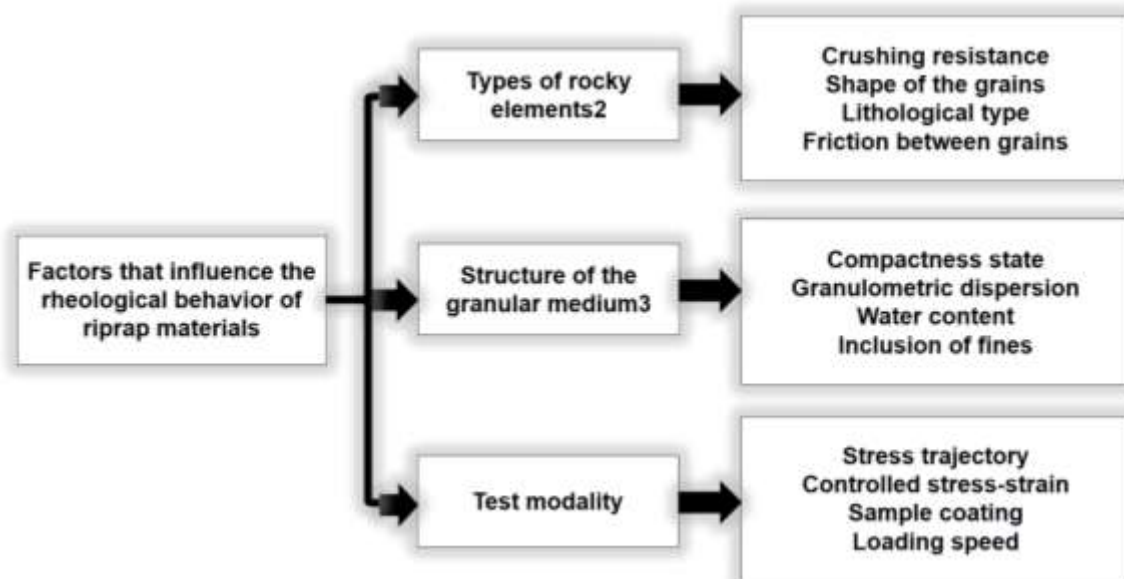 Factors that influence the
rheological behavior of
riprap materials
Types of rocky
elements2
Crushing resistance
Shape of the grains
Lithological type
Friction between grains
Structure of the
granular medium3
Compactness state
Granulometric dispersion
Water content
Inclusion of fines
Test modality
Stress trajectory
Controlled stress-strain
Sample coating
Loading speed